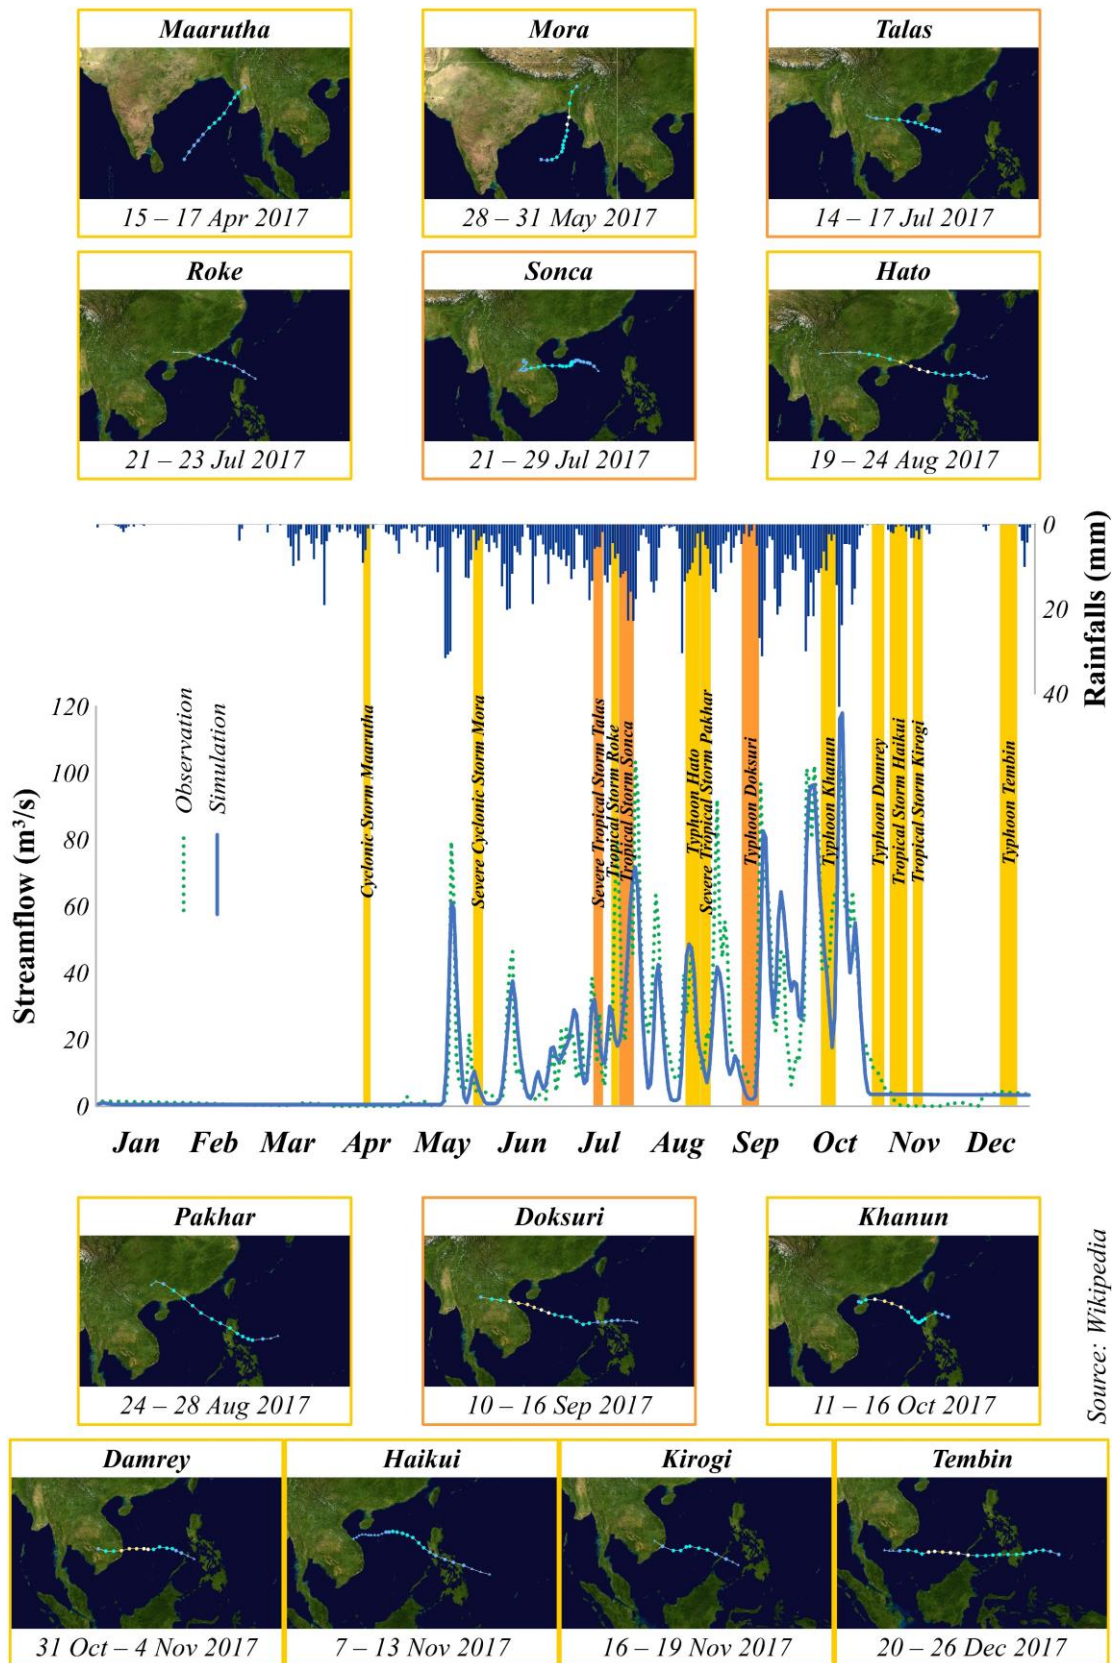 Maarutha
Mora
Talas
15 – 17 Apr 2017
28 – 31 May 2017
14 – 17 Jul 2017
Roke
Sonca
Hato
21 – 23 Jul 2017
21 – 29 Jul 2017
19 – 24 Aug 2017
0
20
40
Rainfalls (mm)
120
100
80
60
40
20
0
Streamflow (m³/s)
Observation
Simulation
Cyclonic Storm Maarutha
Severe Cyclonic Storm Mora
Severe Tropical Storm Talas
Tropical Storm Roke
Tropical Storm Sonca
Typhoon Hato
Severe Tropical Storm Pakhar
Typhoon Doksuri
Typhoon Khanun
Typhoon Damrey
Tropical Storm Haikui
Tropical Storm Kirogi
Typhoon Tembin
Jan Feb Mar Apr May Jun Jul Aug Sep Oct Nov Dec
Pakhar
Doksuri
Khanun
24 – 28 Aug 2017
10 – 16 Sep 2017
11 – 16 Oct 2017
Source: Wikipedia
Damrey
Haikui
Kirogi
Tembin
31 Oct – 4 Nov 2017
7 – 13 Nov 2017
16 – 19 Nov 2017
20 – 26 Dec 2017